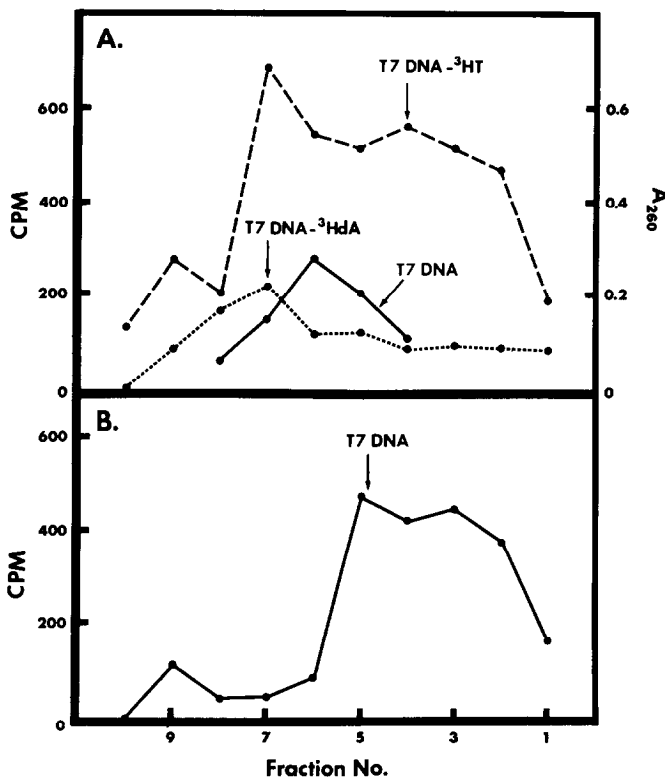 A.
T7 DNA-³HT
600
400
200
0
CPM
T7 DNA-³HdA
T7 DNA
0.6
0.4
0.2
0
A₂₆₀
B.
T7 DNA
600
400
200
0
CPM
9 7 5 3 1
Fraction No.